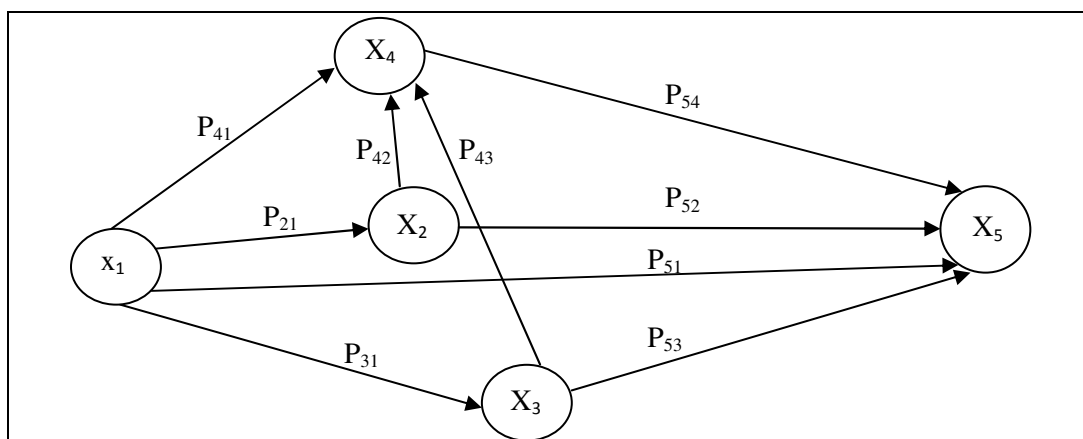 X₄
P₅₄
P₄₁
P₄₂
P₄₃
P₂₁
X₂
P₅₂
X₅
x₁
P₅₁
P₃₁
P₅₃
X₃